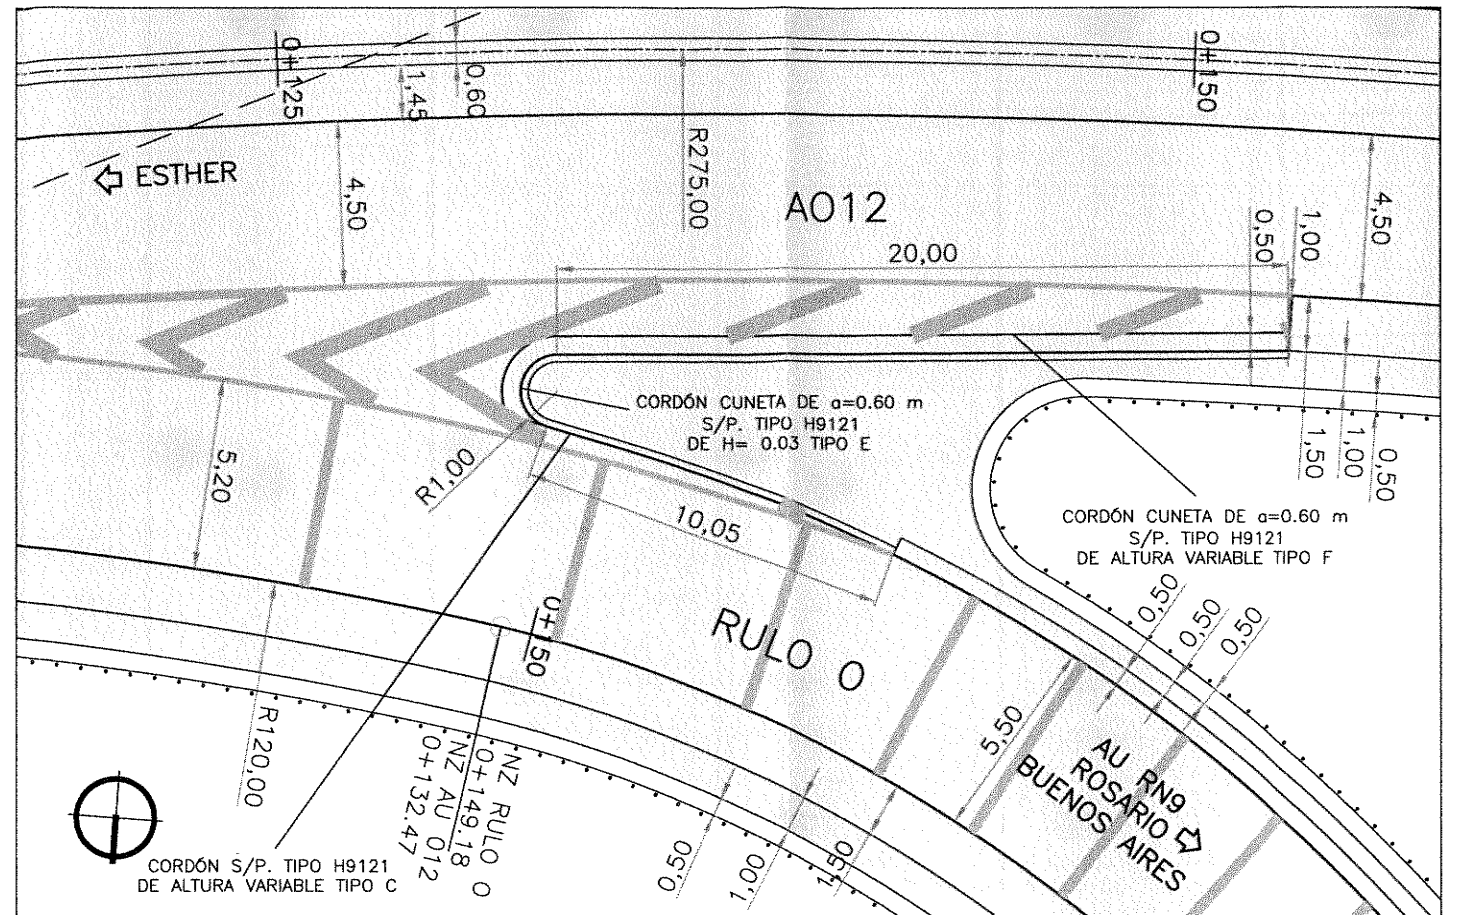 0+125
0+150
0,60
1,45
R275,00
ESTHER
4,50
A012
4,50
1,00
0,50
20,00
CORDÓN CUNETA DE a=0.60 m
S/P. TIPO H9121
DE H= 0.03 TIPO E
1,50
1,00
0,50
5,20
R1,00
10,05
CORDÓN CUNETA DE a=0.60 m
S/P. TIPO H9121
DE ALTURA VARIABLE TIPO F
0+150
RULO O
0,50
0,50
0,50
5,50
R120,00
AU RN9
ROSARIO
BUENOS AIRES
NZ RULO O
0+149.18
NZ AU 012
0+132.47
0,50
1,00
1,50
CORDÓN S/P. TIPO H9121
DE ALTURA VARIABLE TIPO C